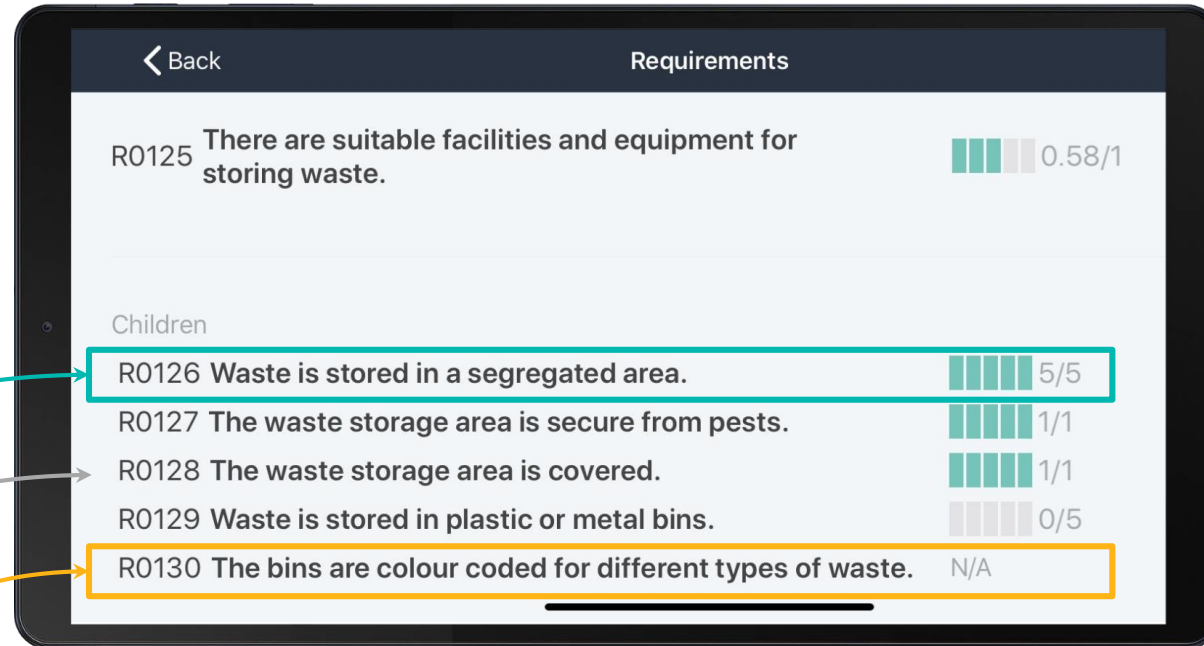 Back
Requirements
R0125 There are suitable facilities and equipment for
storing waste.
0.58/1
Children
R0126 Waste is stored in a segregated area. 5/5
R0127 The waste storage area is secure from pests. 1/1
R0128 The waste storage area is covered. 1/1
R0129 Waste is stored in plastic or metal bins. 0/5
R0130 The bins are colour coded for different types of waste. N/A